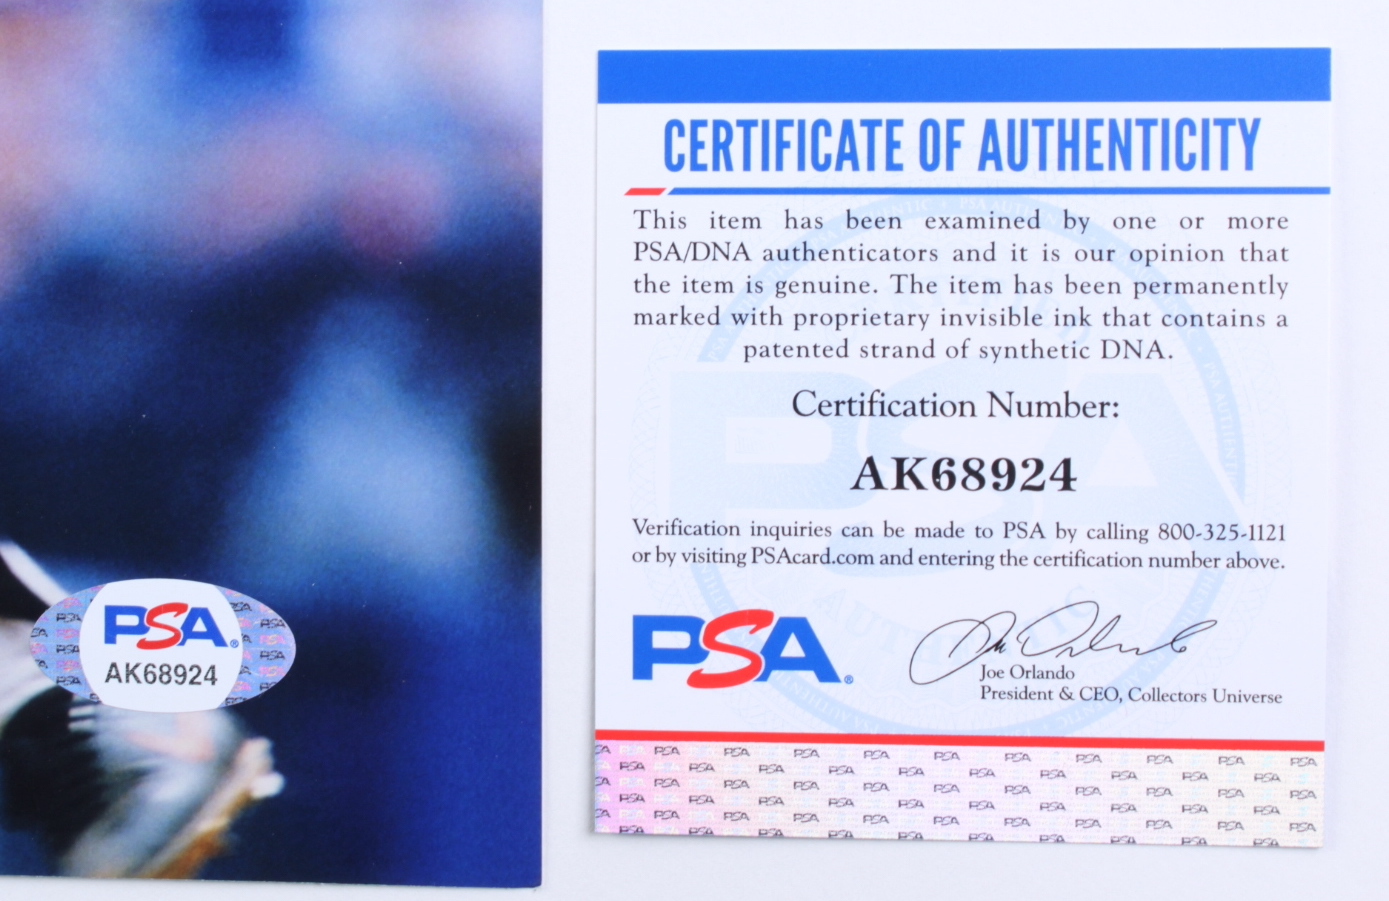 CERTIFICATE OF AUTHENTICITY
This item has been examined by one or more
PSA/DNA authenticators and it is our opinion that
the item is genuine. The item has been permanently
marked with proprietary invisible ink that contains a
patented strand of synthetic DNA.
Certification Number:
AK68924
Verification inquiries can be made to PSA by calling 800-325-1121
or by visiting PSAcard.com and entering the certification number above.
PSA®
Joe Orlando
President & CEO, Collectors Universe
PSA®
AK68924